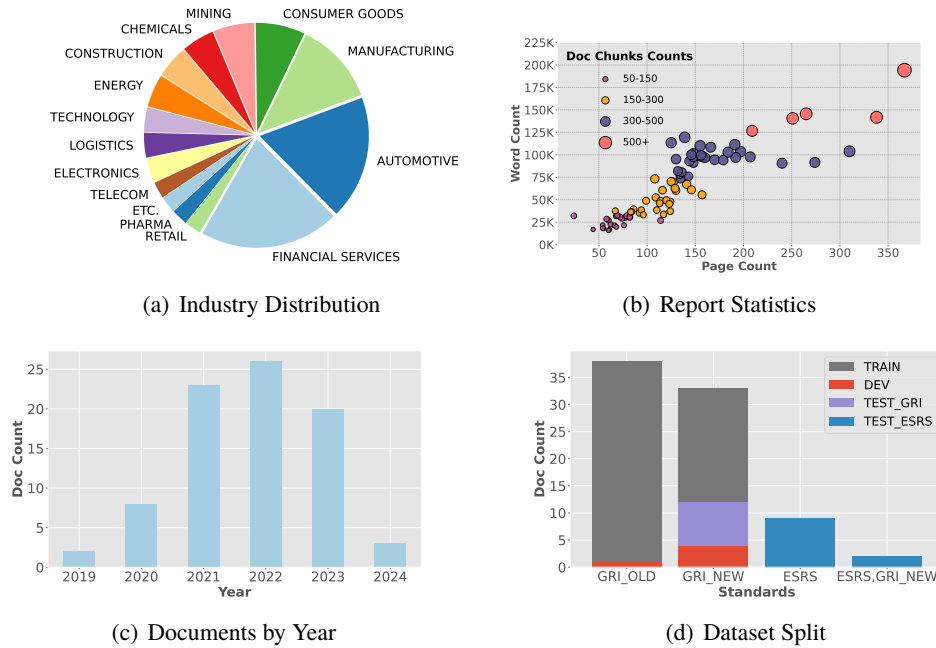 MINING
CONSUMER GOODS
CHEMICALS
CONSTRUCTION
MANUFACTURING
ENERGY
TECHNOLOGY
LOGISTICS
AUTOMOTIVE
ELECTRONICS
TELECOM
ETC.
PHARMA
RETAIL
FINANCIAL SERVICES
(a) Industry Distribution
225K
200K
175K
150K
125K
100K
75K
50K
25K
0K
Word Count
Doc Chunks Counts
50-150
150-300
300-500
500+
50 100 150 200 250 300 350
Page Count
(b) Report Statistics
25
20
15
10
5
0
Doc Count
2019 2020 2021 2022 2023 2024
Year
(c) Documents by Year
35
30
25
20
15
10
5
0
Doc Count
TRAIN
DEV
TEST_GRI
TEST_ESRS
GRI_OLD GRI_NEW ESRS ESRS,GRI_NEW
Standards
(d) Dataset Split